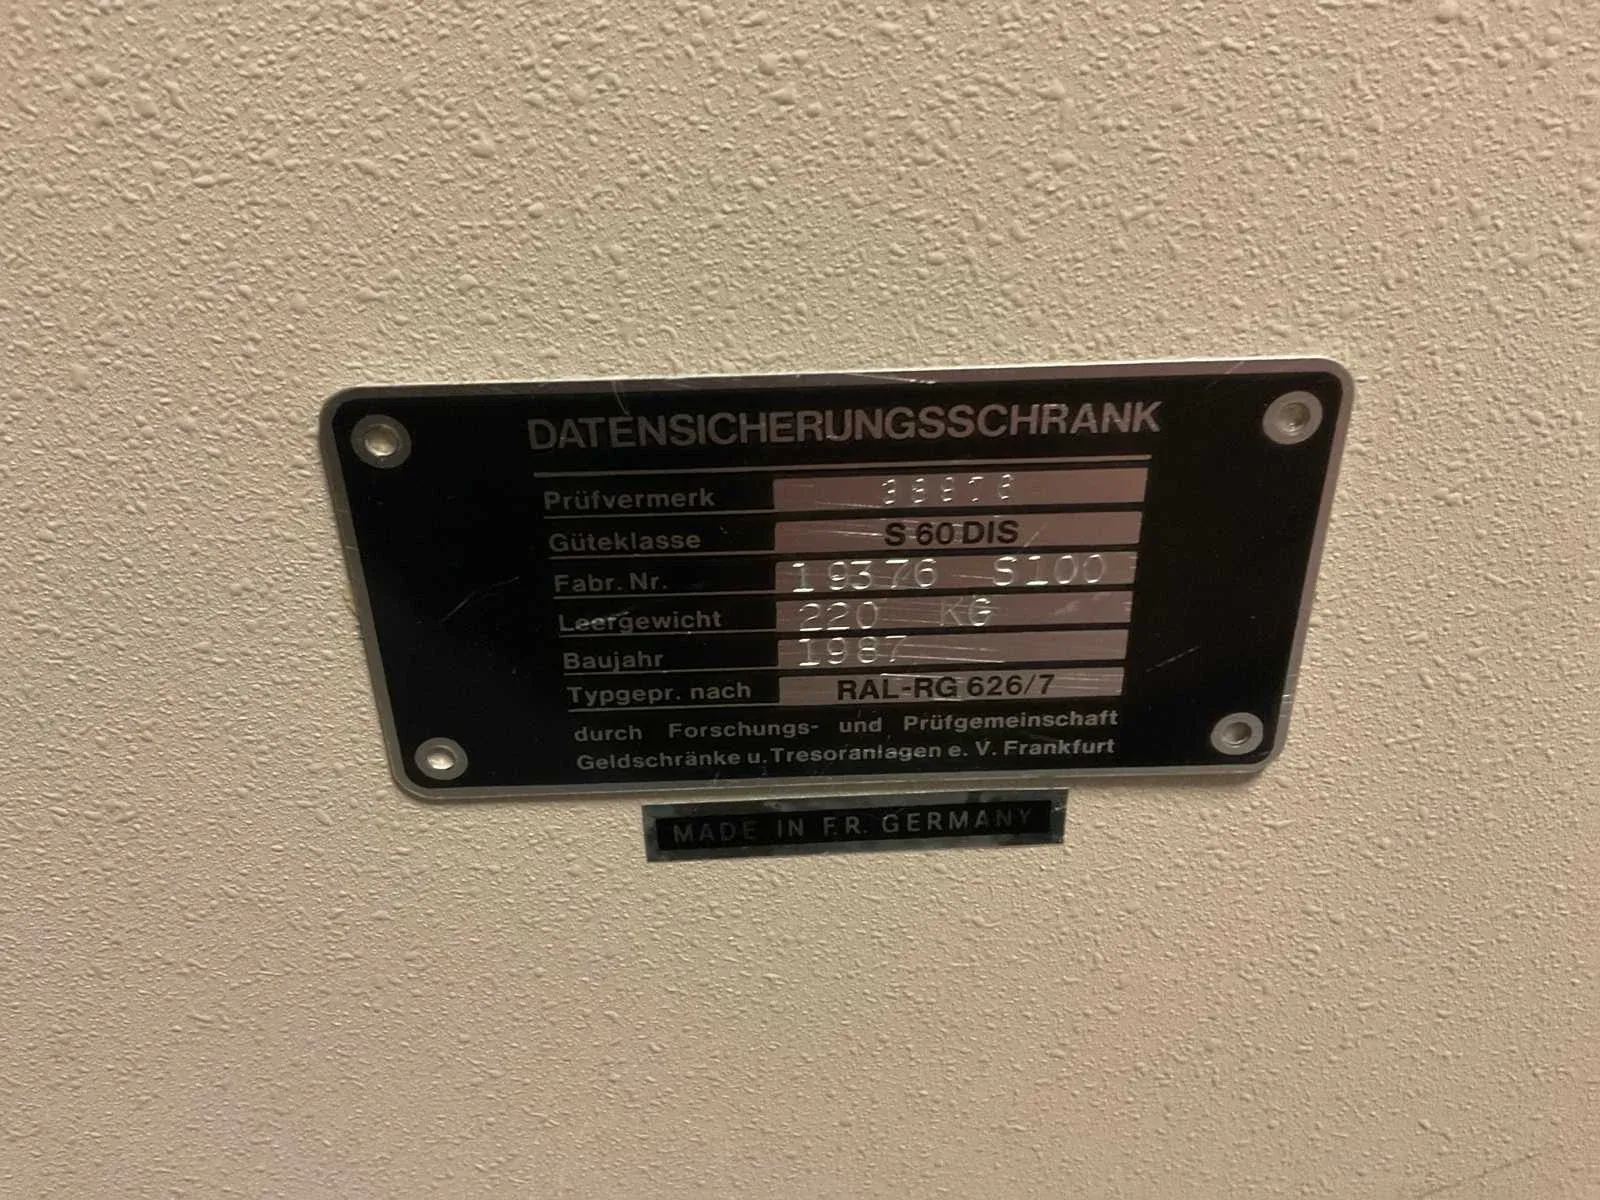 DATENSICHERUNGSSCHRANK
Prüfvermerk
Güteklasse S 60 DIS
Fabr. Nr. 19376 S100
Leergewicht 220 KG
Baujahr 1987
Typgepr. nach RAL-RG 626/7
durch Forschungs- und Prüfgemeinschaft
Geldschränke u. Tresoranlagen e. V. Frankfurt
MADE IN F.R. GERMANY